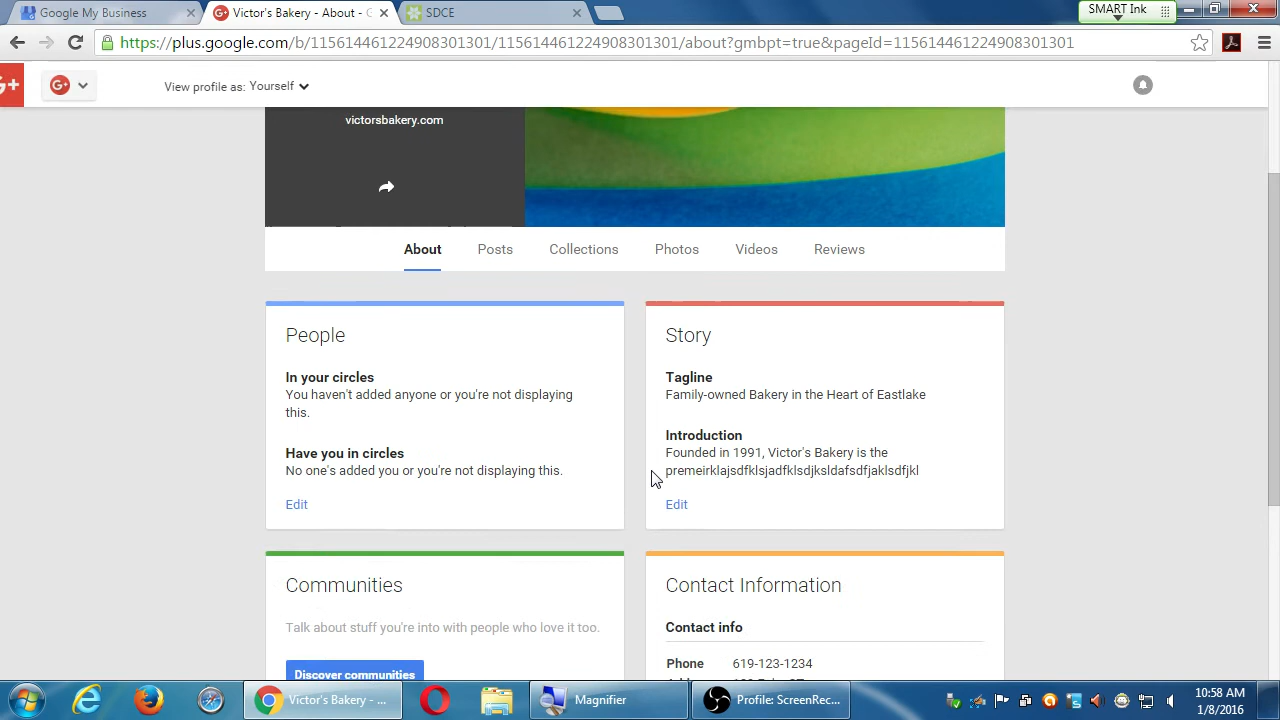 Google My Business
Victor's Bakery - About - G
SDCE
SMART Ink
https://plus.google.com/b/115614461224908301301/115614461224908301301/about?gmbpt=true&pageId=115614461224908301301
G+
G+
View profile as: Yourself
victorsbakery.com
About
Posts
Collections
Photos
Videos
Reviews
People
In your circles
You haven't added anyone or you're not displaying
this.
Have you in circles
No one's added you or you're not displaying this.
Edit
Story
Tagline
Family-owned Bakery in the Heart of Eastlake
Introduction
Founded in 1991, Victor's Bakery is the
premeirklajsdfklsjadfklsdjksldafsdfjaklsdfjkl
Edit
Communities
Talk about stuff you're into with people who love it too.
Discover communities
Contact Information
Contact info
Phone 619-123-1234
Victor's Bakery - ...
Magnifier
Profile: ScreenRec...
10:58 AM
1/8/2016